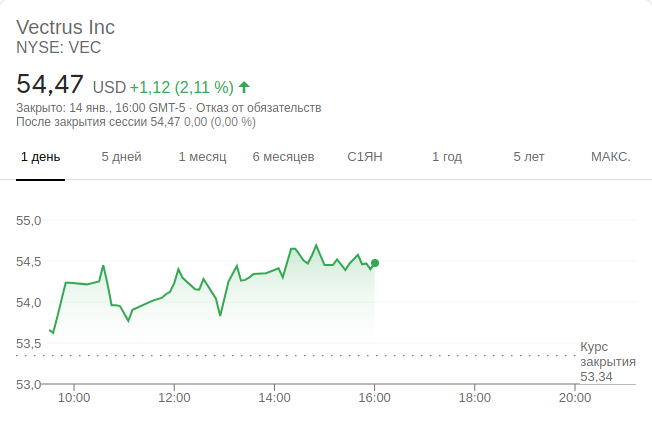 Vectrus Inc
NYSE: VEC
54,47 USD +1,12 (2,11 %)
Закрыто: 14 янв., 16:00 GMT-5 · Отказ от обязательств
После закрытия сессии 54,47 0,00 (0,00 %)
1 день 5 дней 1 месяц 6 месяцев С1ЯН 1 год 5 лет МАКС.
55,0
54,5
54,0
53,5
Курс
закрытия
53,34
53,0
10:00 12:00 14:00 16:00 18:00 20:00